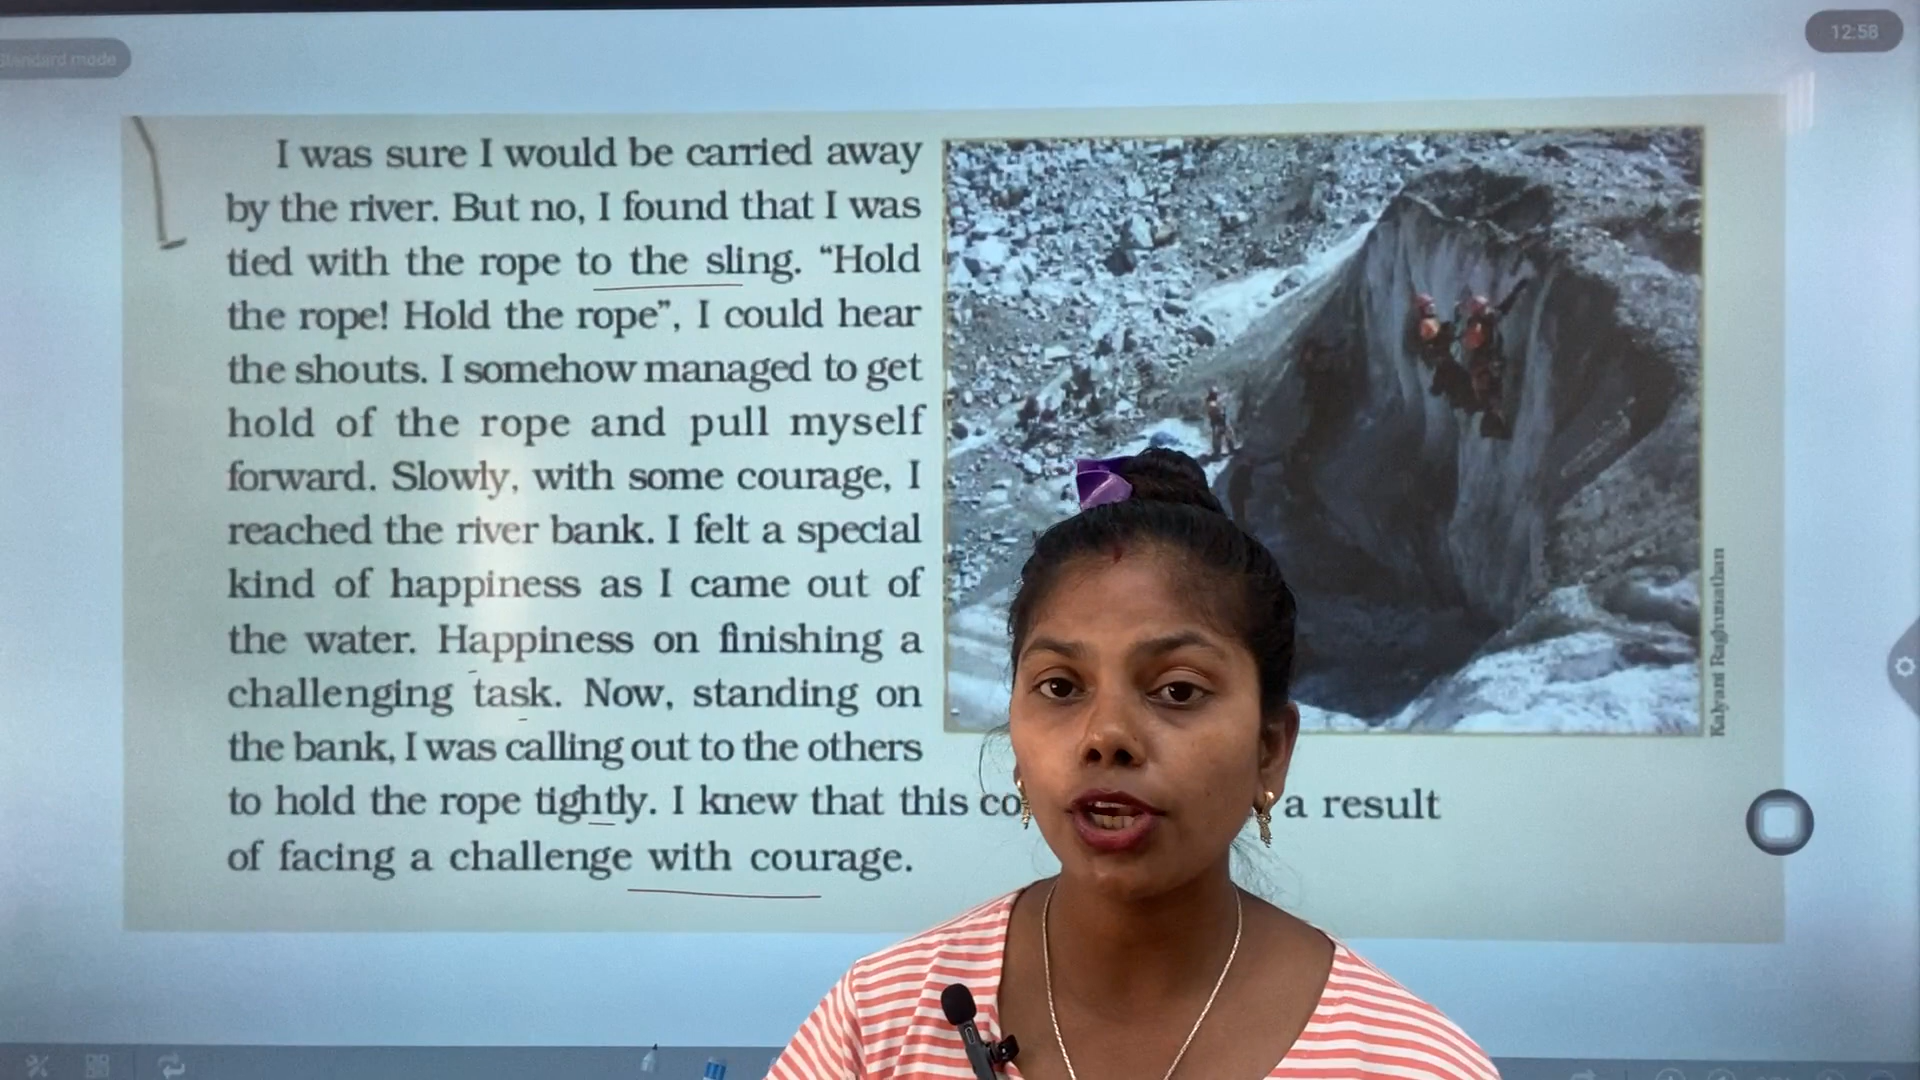 12:58
Standard mode
I was sure I would be carried away
by the river. But no, I found that I was
tied with the rope to the sling. “Hold
the rope! Hold the rope”, I could hear
the shouts. I somehow managed to get
hold of the rope and pull myself
forward. Slowly, with some courage, I
reached the river bank. I felt a special
kind of happiness as I came out of
the water. Happiness on finishing a
challenging task. Now, standing on
the bank, I was calling out to the others
to hold the rope tightly. I knew that this a result
of facing a challenge with courage.
Kalyani Raghunathan